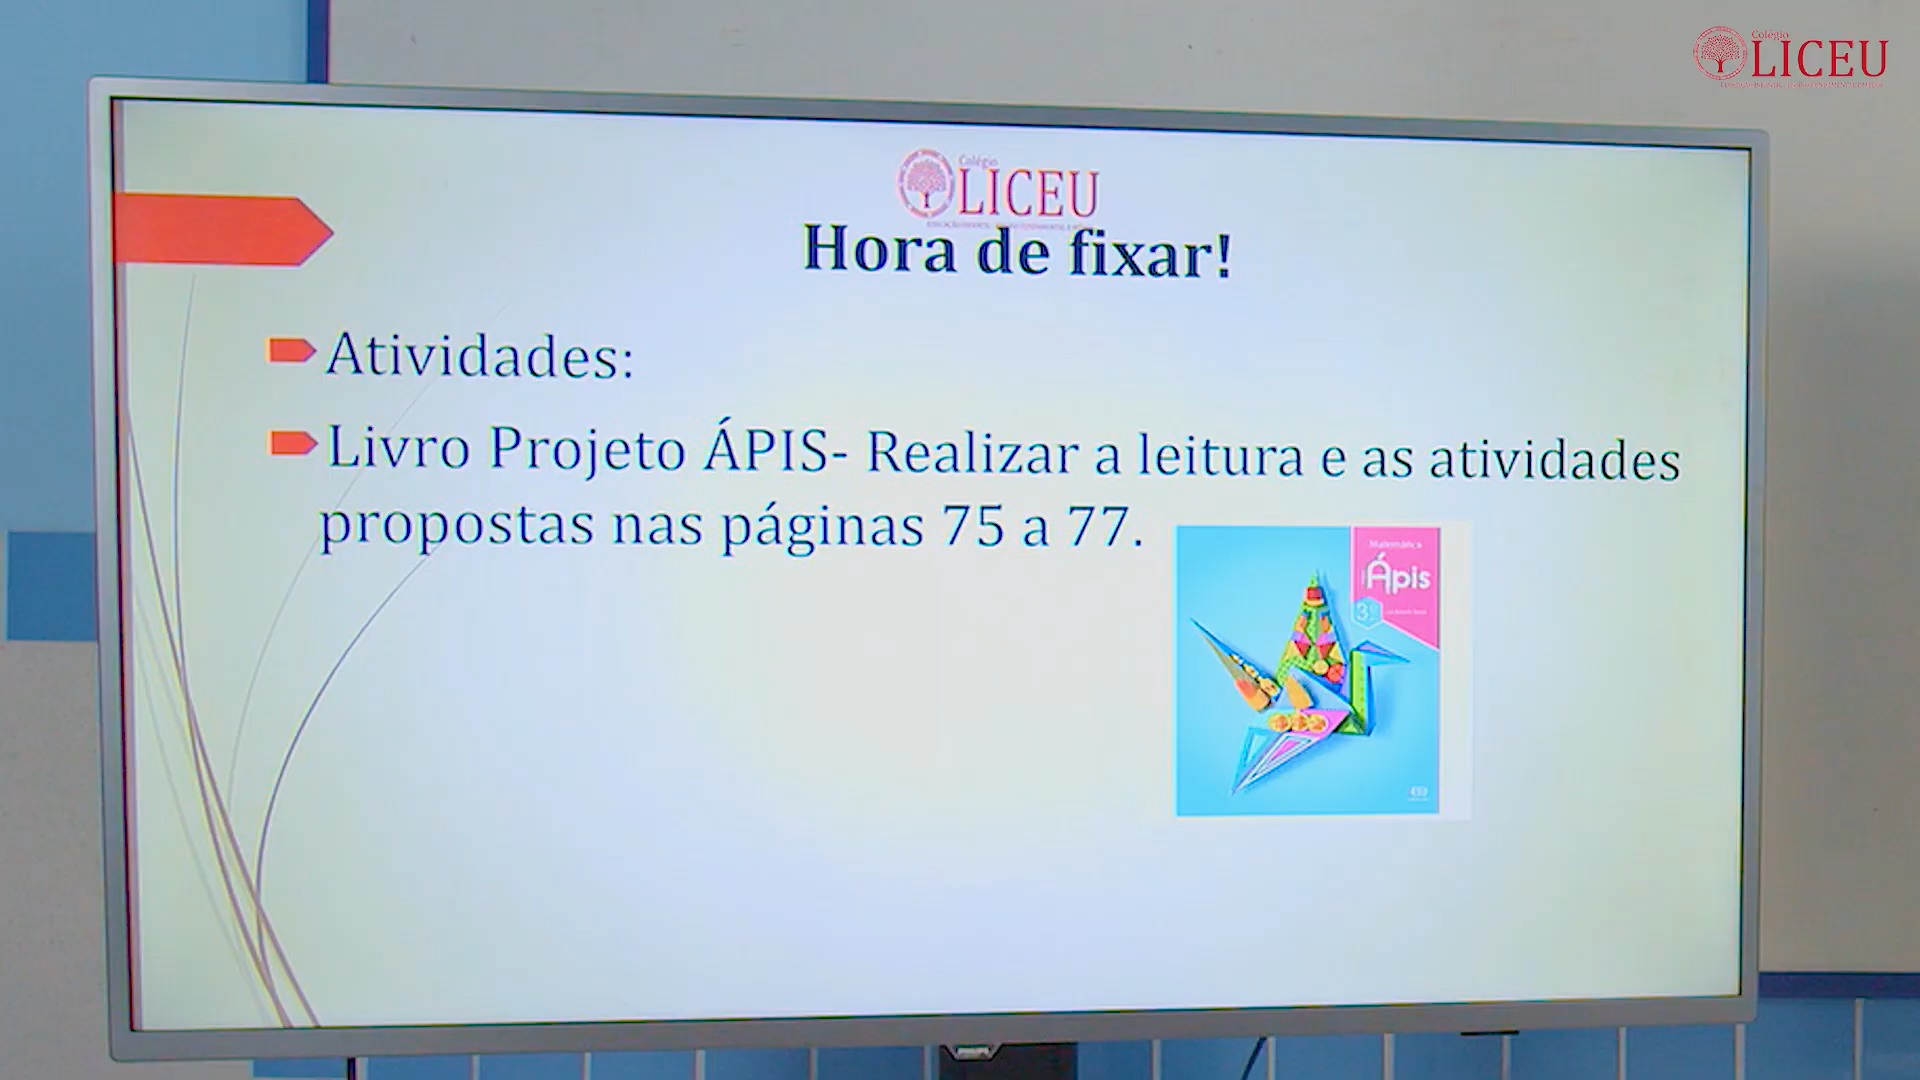 Colégio
LICEU
Colégio
LICEU
Hora de fixar!
Atividades:
Livro Projeto ÁPIS- Realizar a leitura e as atividades
propostas nas páginas 75 a 77.
Matemática
Ápis
3º